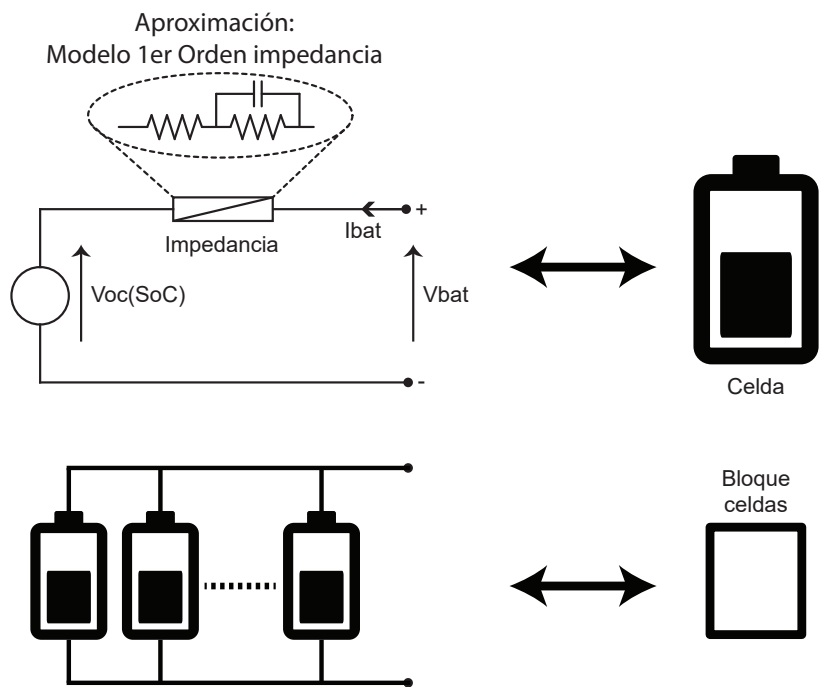 Aproximación:
Modelo 1er Orden impedancia
Impedancia
Ibat
+
Voc(SoC)
Vbat
-
Celda
Bloque
celdas